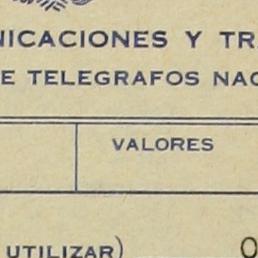 NICACIONES Y TR
E TELEGRAFOS NAC
VALORES
UTILIZAR)